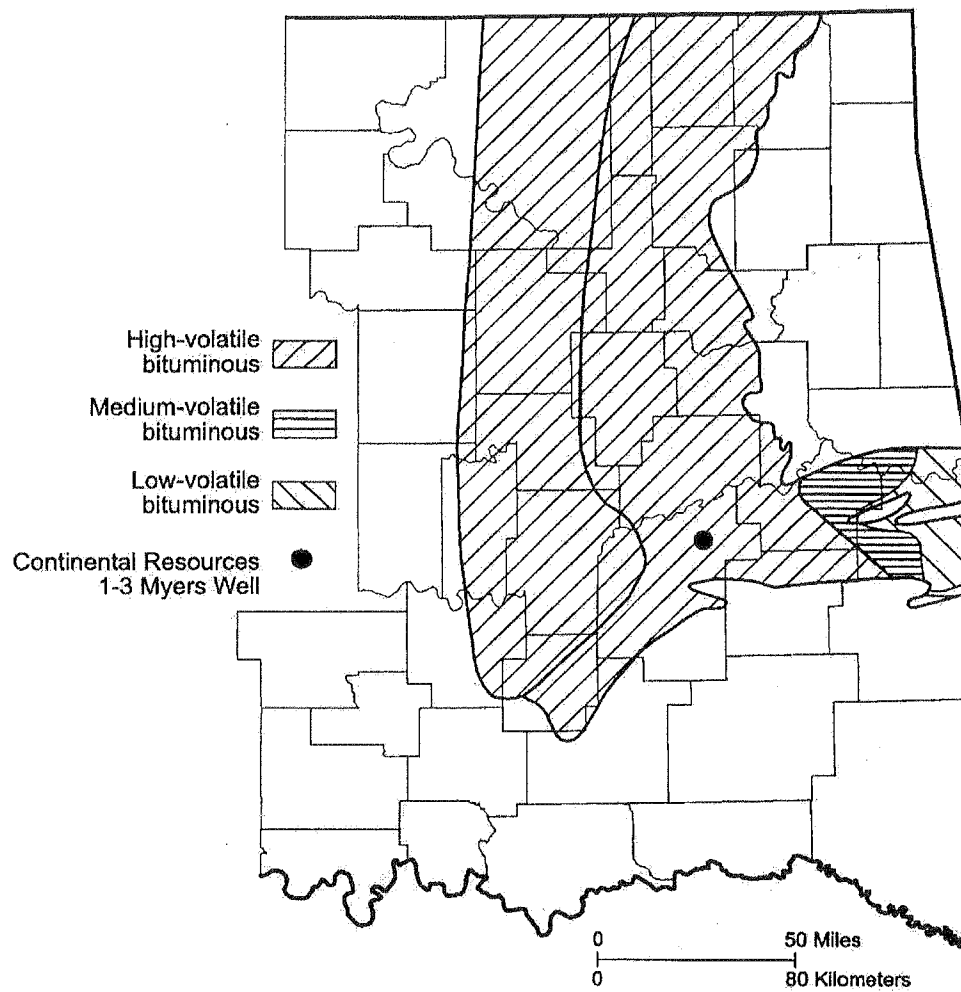 High-volatile
bituminous
Medium-volatile
bituminous
Low-volatile
bituminous
Continental Resources
1-3 Myers Well
0 50 Miles
0 80 Kilometers